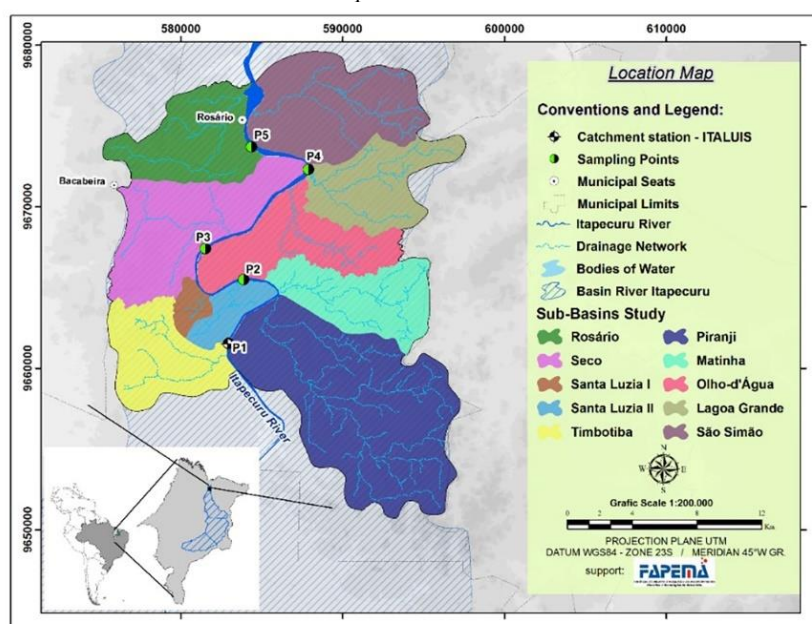 580000 590000 600000 610000
9680000
9670000
9660000
9650000
Rosário
P5
P4
Bacabeira
P3
P2
P1
Itapecuru River
Location Map
Conventions and Legend:
Catchment station - ITALUIS
Sampling Points
Municipal Seats
Municipal Limits
Itapecuru River
Drainage Network
Bodies of Water
Basin River Itapecuru
Sub-Basins Study
Rosário Piranji
Seco Matinha
Santa Luzia I Olho-d'Água
Santa Luzia II Lagoa Grande
Timbotiba São Simão
N
W E
S
Grafic Scale 1:200.000
0 2 4 8 12
Km
PROJECTION PLANE UTM
DATUM WGS84 - ZONE 23S / MERIDIAN 45°W GR.
support:
FAPEMA